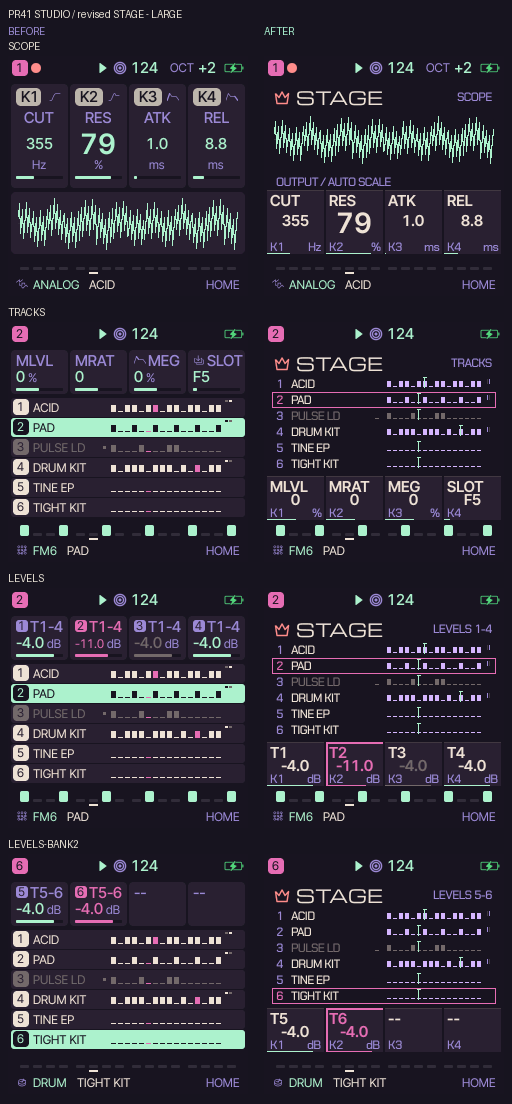 PR41 STUDIO / revised STAGE - LARGE
BEFORE
AFTER
SCOPE
1 124 OCT +2
K1 K2 K3 K4
CUT RES ATK REL
355 79 1.0 8.8
Hz % ms ms
ANALOG ACID HOME
1 124 OCT +2
STAGE SCOPE
OUTPUT / AUTO SCALE
CUT RES ATK REL
355 79 1.0 8.8
K1 Hz K2 % K3 ms K4 ms
ANALOG ACID HOME
TRACKS
2 124
MLVL MRAT MEG SLOT
0 % 0 0 % F5
1 ACID
2 PAD
3 PULSE LD
4 DRUM KIT
5 TINE EP
6 TIGHT KIT
FM6 PAD HOME
2 124
STAGE TRACKS
1 ACID
2 PAD
3 PULSE LD
4 DRUM KIT
5 TINE EP
6 TIGHT KIT
MLVL MRAT MEG SLOT
0 0 0 F5
K1 % K2 K3 % K4
FM6 PAD HOME
LEVELS
2 124
1 T1-4 2 T1-4 3 T1-4 4 T1-4
-4.0 dB -11.0 dB -4.0 dB -4.0 dB
1 ACID
2 PAD
3 PULSE LD
4 DRUM KIT
5 TINE EP
6 TIGHT KIT
FM6 PAD HOME
2 124
STAGE LEVELS 1-4
1 ACID
2 PAD
3 PULSE LD
4 DRUM KIT
5 TINE EP
6 TIGHT KIT
T1 T2 T3 T4
-4.0 -11.0 -4.0 -4.0
K1 dB K2 dB K3 dB K4 dB
FM6 PAD HOME
LEVELS-BANK2
6 124
5 T5-6 6 T5-6 -- --
-4.0 dB -4.0 dB
1 ACID
2 PAD
3 PULSE LD
4 DRUM KIT
5 TINE EP
6 TIGHT KIT
DRUM TIGHT KIT HOME
6 124
STAGE LEVELS 5-6
1 ACID
2 PAD
3 PULSE LD
4 DRUM KIT
5 TINE EP
6 TIGHT KIT
T5 T6 -- --
-4.0 -4.0
K1 dB K2 dB K3 K4
DRUM TIGHT KIT HOME